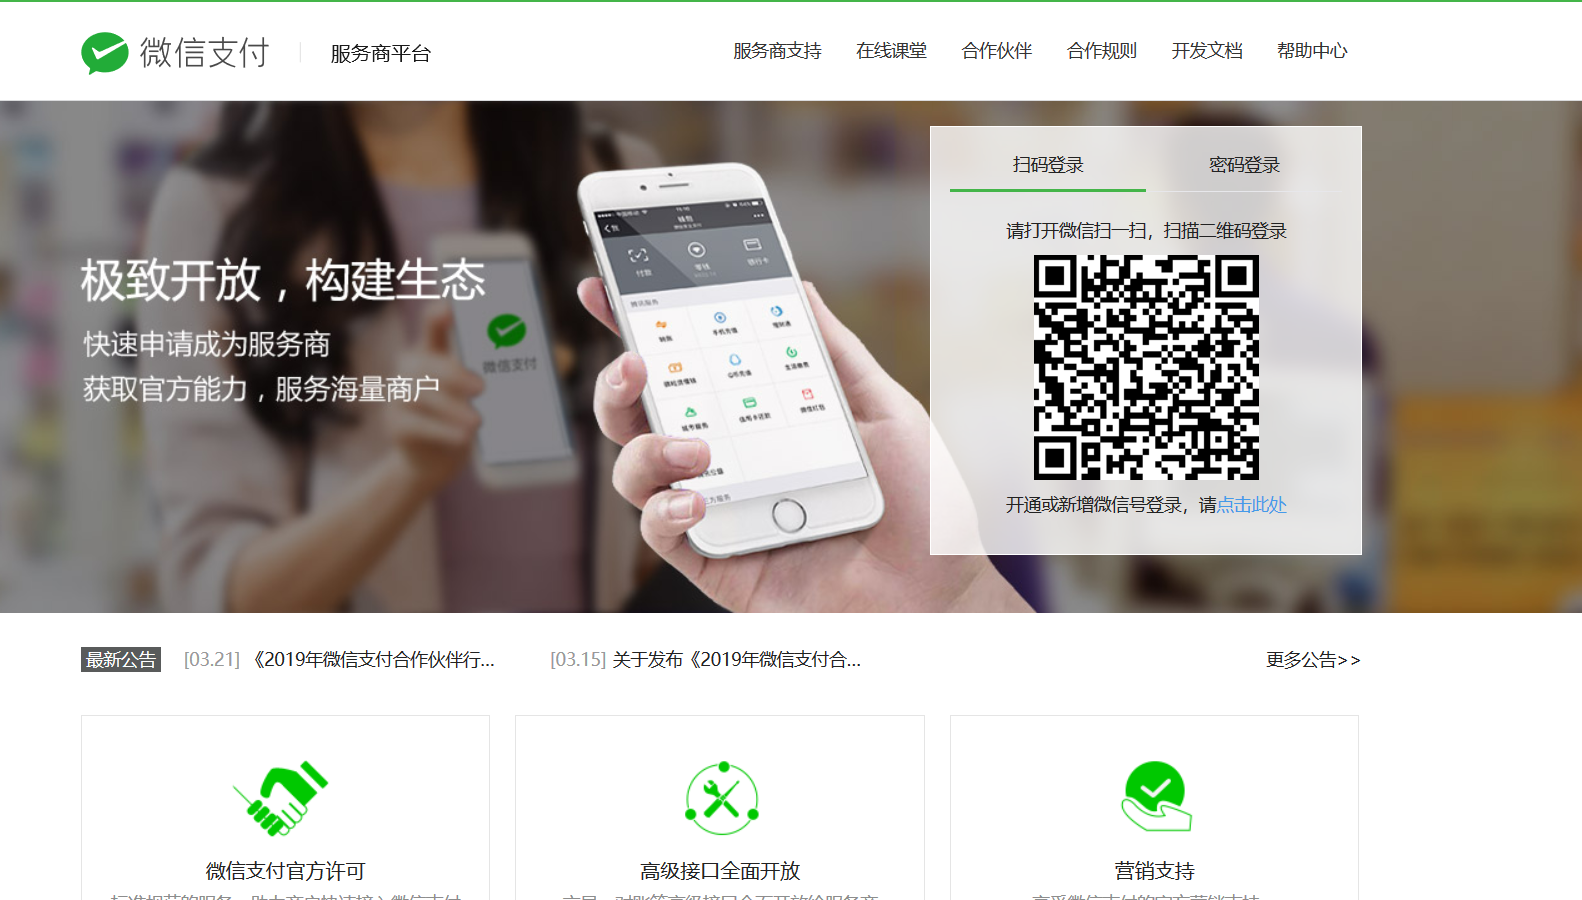 微信支付
服务商平台
服务商支持
在线课堂
合作伙伴
合作规则
开发文档
帮助中心
极致开放，构建生态
快速申请成为服务商
获取官方能力，服务海量商户
微信支付
扫码登录
密码登录
请打开微信扫一扫，扫描二维码登录
开通或新增微信号登录，请点击此处
最新公告
[03.21] 《2019年微信支付合作伙伴行...
[03.15] 关于发布《2019年微信支付合...
更多公告>>
微信支付官方许可
高级接口全面开放
营销支持